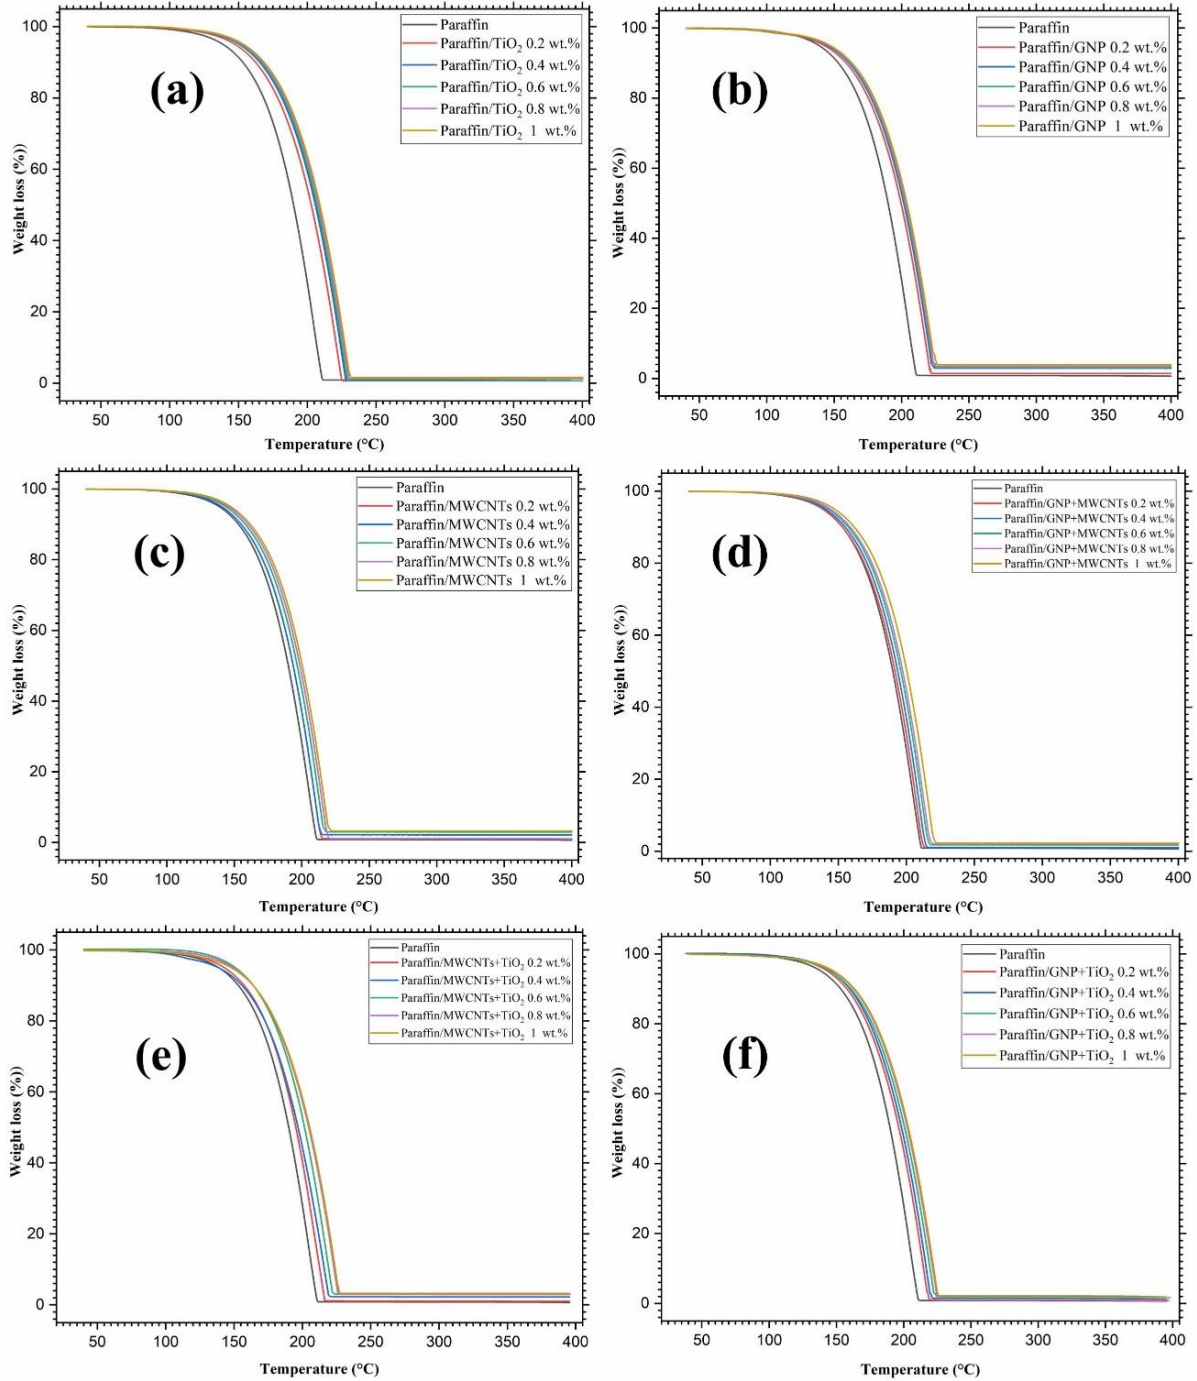 100
80
60
40
20
0
50
100
150
200
250
300
350
400
Weight loss (%))
Temperature (°C)
(a)
Paraffin
Paraffin/TiO₂ 0.2 wt.%
Paraffin/TiO₂ 0.4 wt.%
Paraffin/TiO₂ 0.6 wt.%
Paraffin/TiO₂ 0.8 wt.%
Paraffin/TiO₂ 1 wt.%
100
80
60
40
20
0
50
100
150
200
250
300
350
400
Weight loss (%))
Temperature (°C)
(b)
Paraffin
Paraffin/GNP 0.2 wt.%
Paraffin/GNP 0.4 wt.%
Paraffin/GNP 0.6 wt.%
Paraffin/GNP 0.8 wt.%
Paraffin/GNP 1 wt.%
100
80
60
40
20
0
50
100
150
200
250
300
350
400
Weight loss (%))
Temperature (°C)
(c)
Paraffin
Paraffin/MWCNTs 0.2 wt.%
Paraffin/MWCNTs 0.4 wt.%
Paraffin/MWCNTs 0.6 wt.%
Paraffin/MWCNTs 0.8 wt.%
Paraffin/MWCNTs 1 wt.%
100
80
60
40
20
0
50
100
150
200
250
300
350
400
Weight loss (%))
Temperature (°C)
(d)
Paraffin
Paraffin/GNP+MWCNTs 0.2 wt.%
Paraffin/GNP+MWCNTs 0.4 wt.%
Paraffin/GNP+MWCNTs 0.6 wt.%
Paraffin/GNP+MWCNTs 0.8 wt.%
Paraffin/GNP+MWCNTs 1 wt.%
100
80
60
40
20
0
50
100
150
200
250
300
350
400
Weight loss (%))
Temperature (°C)
(e)
Paraffin
Paraffin/MWCNTs+TiO₂ 0.2 wt.%
Paraffin/MWCNTs+TiO₂ 0.4 wt.%
Paraffin/MWCNTs+TiO₂ 0.6 wt.%
Paraffin/MWCNTs+TiO₂ 0.8 wt.%
Paraffin/MWCNTs+TiO₂ 1 wt.%
100
80
60
40
20
0
50
100
150
200
250
300
350
400
Weight loss (%))
Temperature (°C)
(f)
Paraffin
Paraffin/GNP+TiO₂ 0.2 wt.%
Paraffin/GNP+TiO₂ 0.4 wt.%
Paraffin/GNP+TiO₂ 0.6 wt.%
Paraffin/GNP+TiO₂ 0.8 wt.%
Paraffin/GNP+TiO₂ 1 wt.%